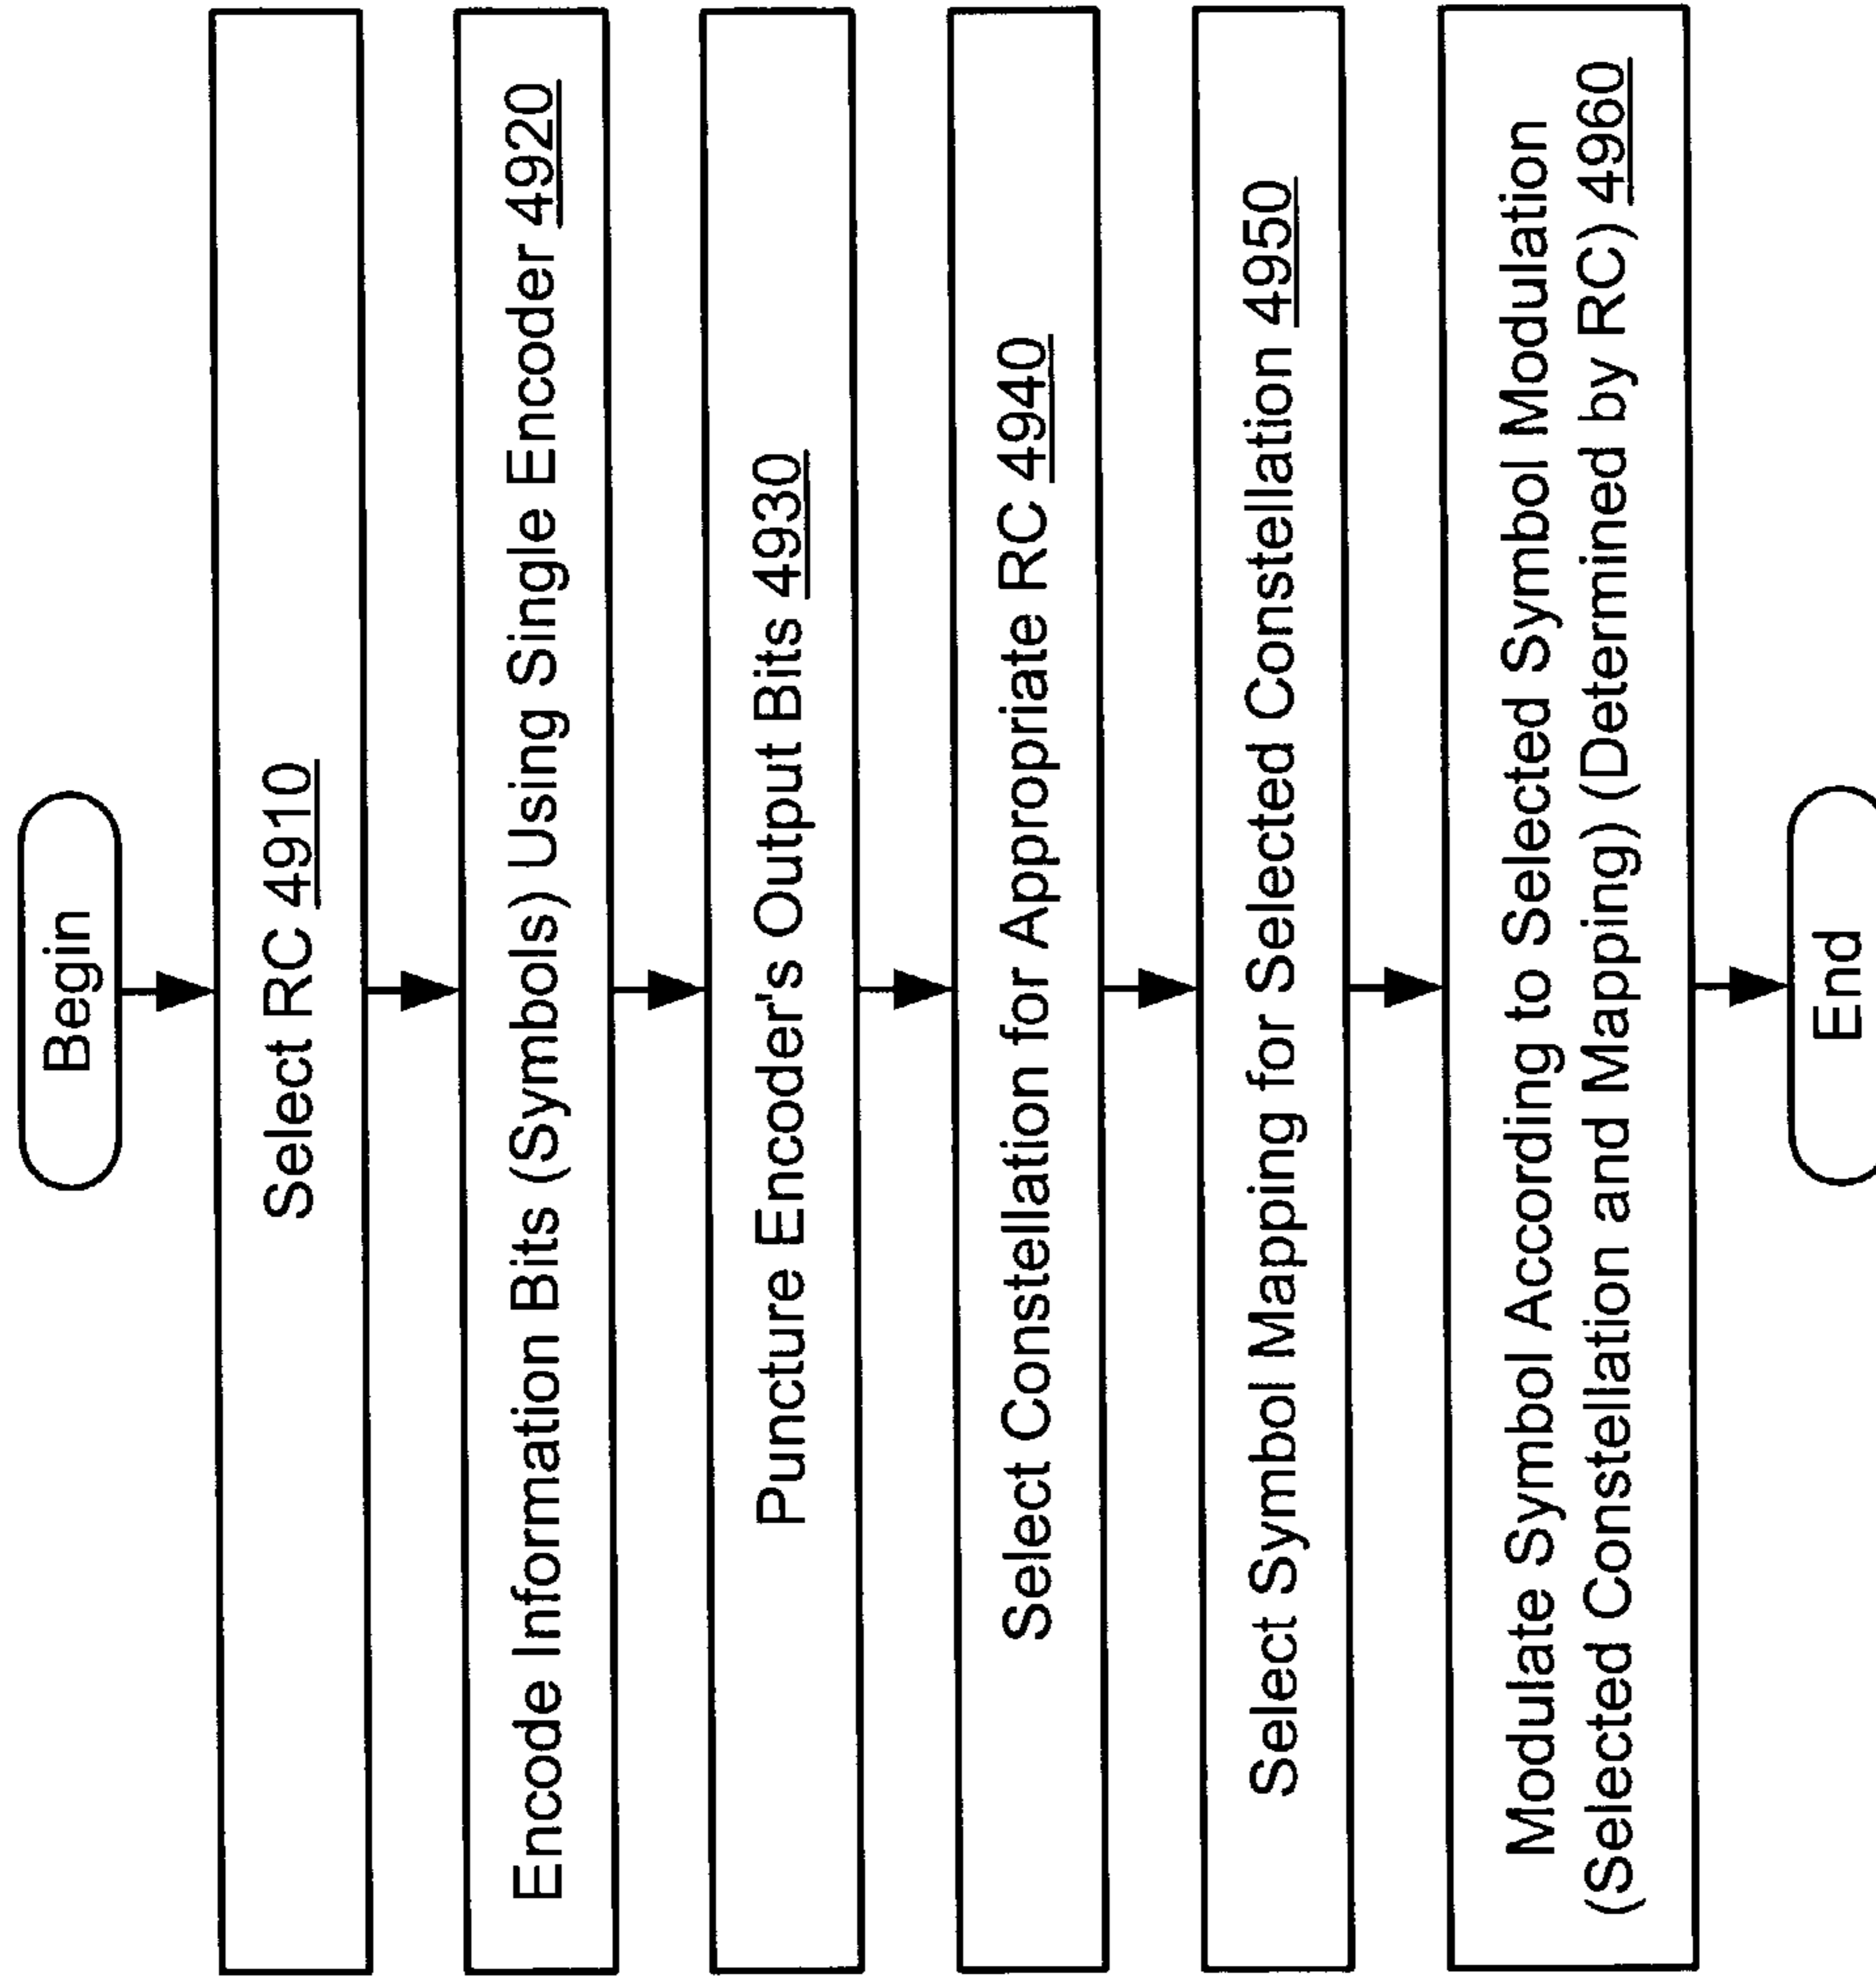 Begin
Select RC 4910
Encode Information Bits (Symbols) Using Single Encoder 4920
Puncture Encoder's Output Bits 4930
Select Constellation for Appropriate RC 4940
Select Symbol Mapping for Selected Constellation 4950
Modulate Symbol According to Selected Symbol Modulation
(Selected Constellation and Mapping) (Determined by RC) 4960
End